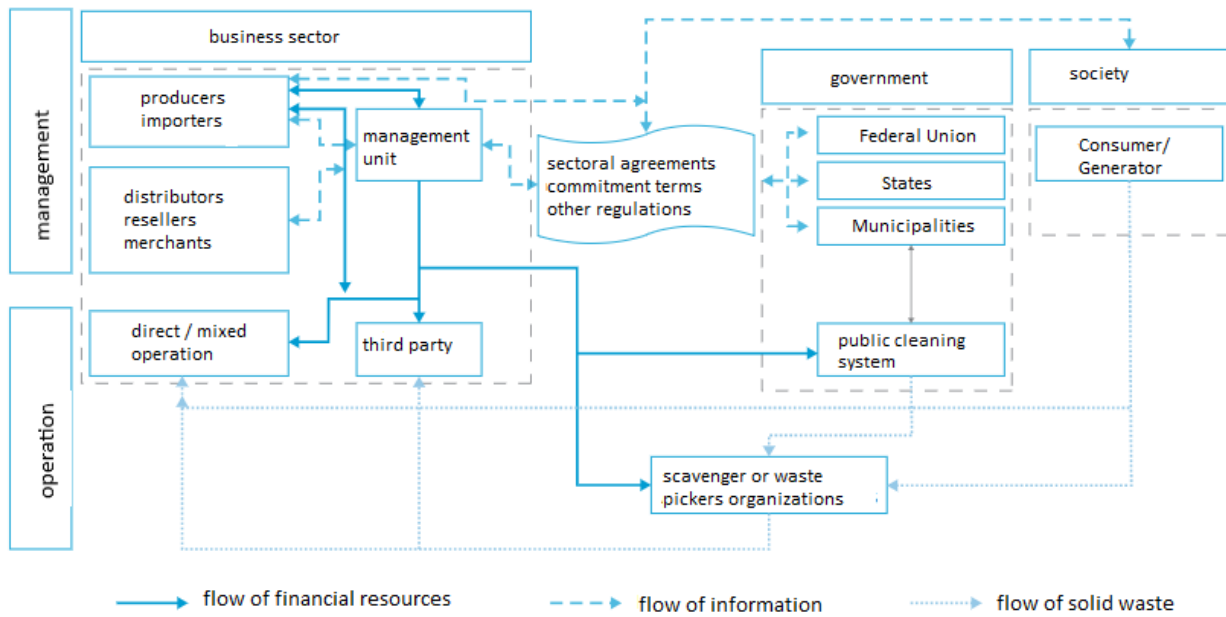 management
business sector
producers
importers
management
unit
distributors
resellers
merchants
sectoral agreements
commitment terms
other regulations
government
Federal Union
States
Municipalities
society
Consumer/
Generator
operation
direct / mixed
operation
third party
public cleaning
system
scavenger or waste
pickers organizations
flow of financial resources
flow of information
flow of solid waste